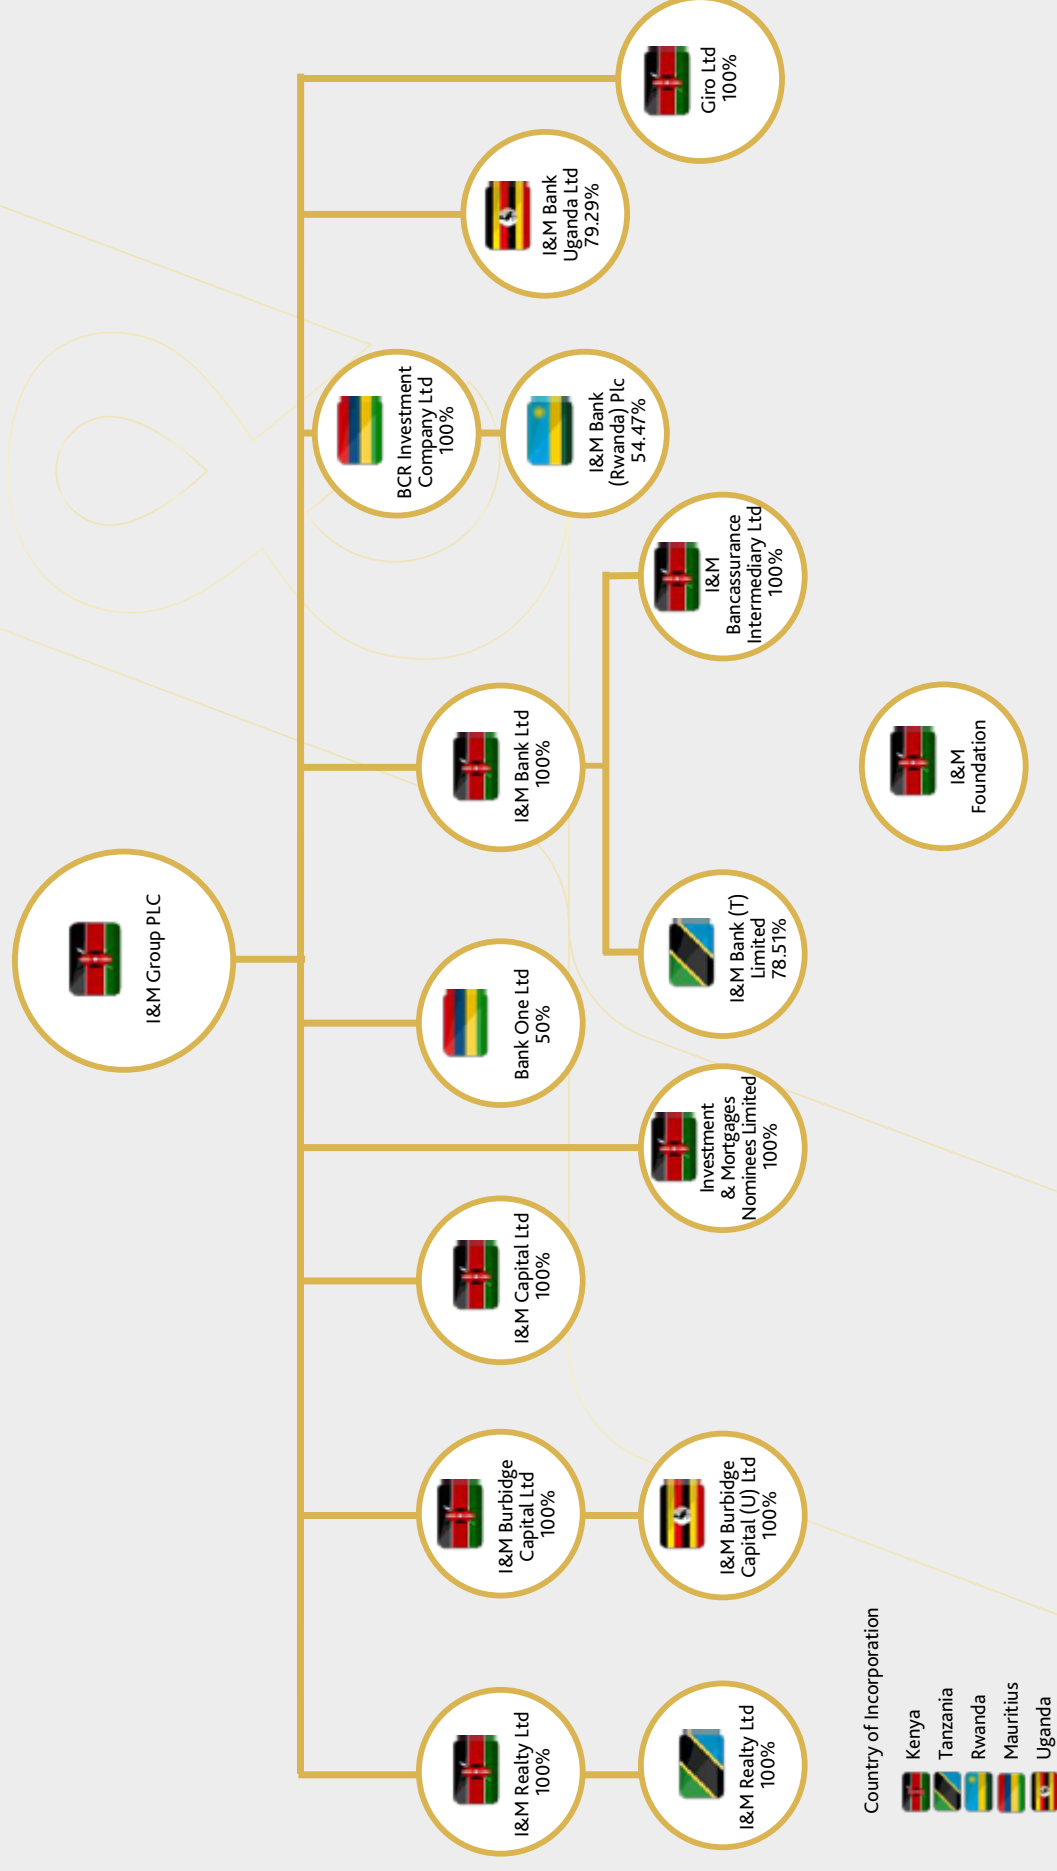 I&M Group PLC
I&M Realty Ltd
100%
I&M Burbidge
Capital Ltd
100%
I&M Capital Ltd
100%
Bank One Ltd
50%
I&M Bank Ltd
100%
BCR Investment
Company Ltd
100%
I&M Bank
Uganda Ltd
79.29%
I&M Bank
(Rwanda) Plc
54.47%
Giro Ltd
100%
I&M Realty Ltd
100%
I&M Burbidge
Capital (U) Ltd
100%
Investment
& Mortgages
Nominees Limited
100%
I&M Bank (T)
Limited
78.51%
I&M
Bancassurance
Intermediary Ltd
100%
I&M
Foundation
Country of Incorporation
Kenya
Tanzania
Rwanda
Mauritius
Uganda